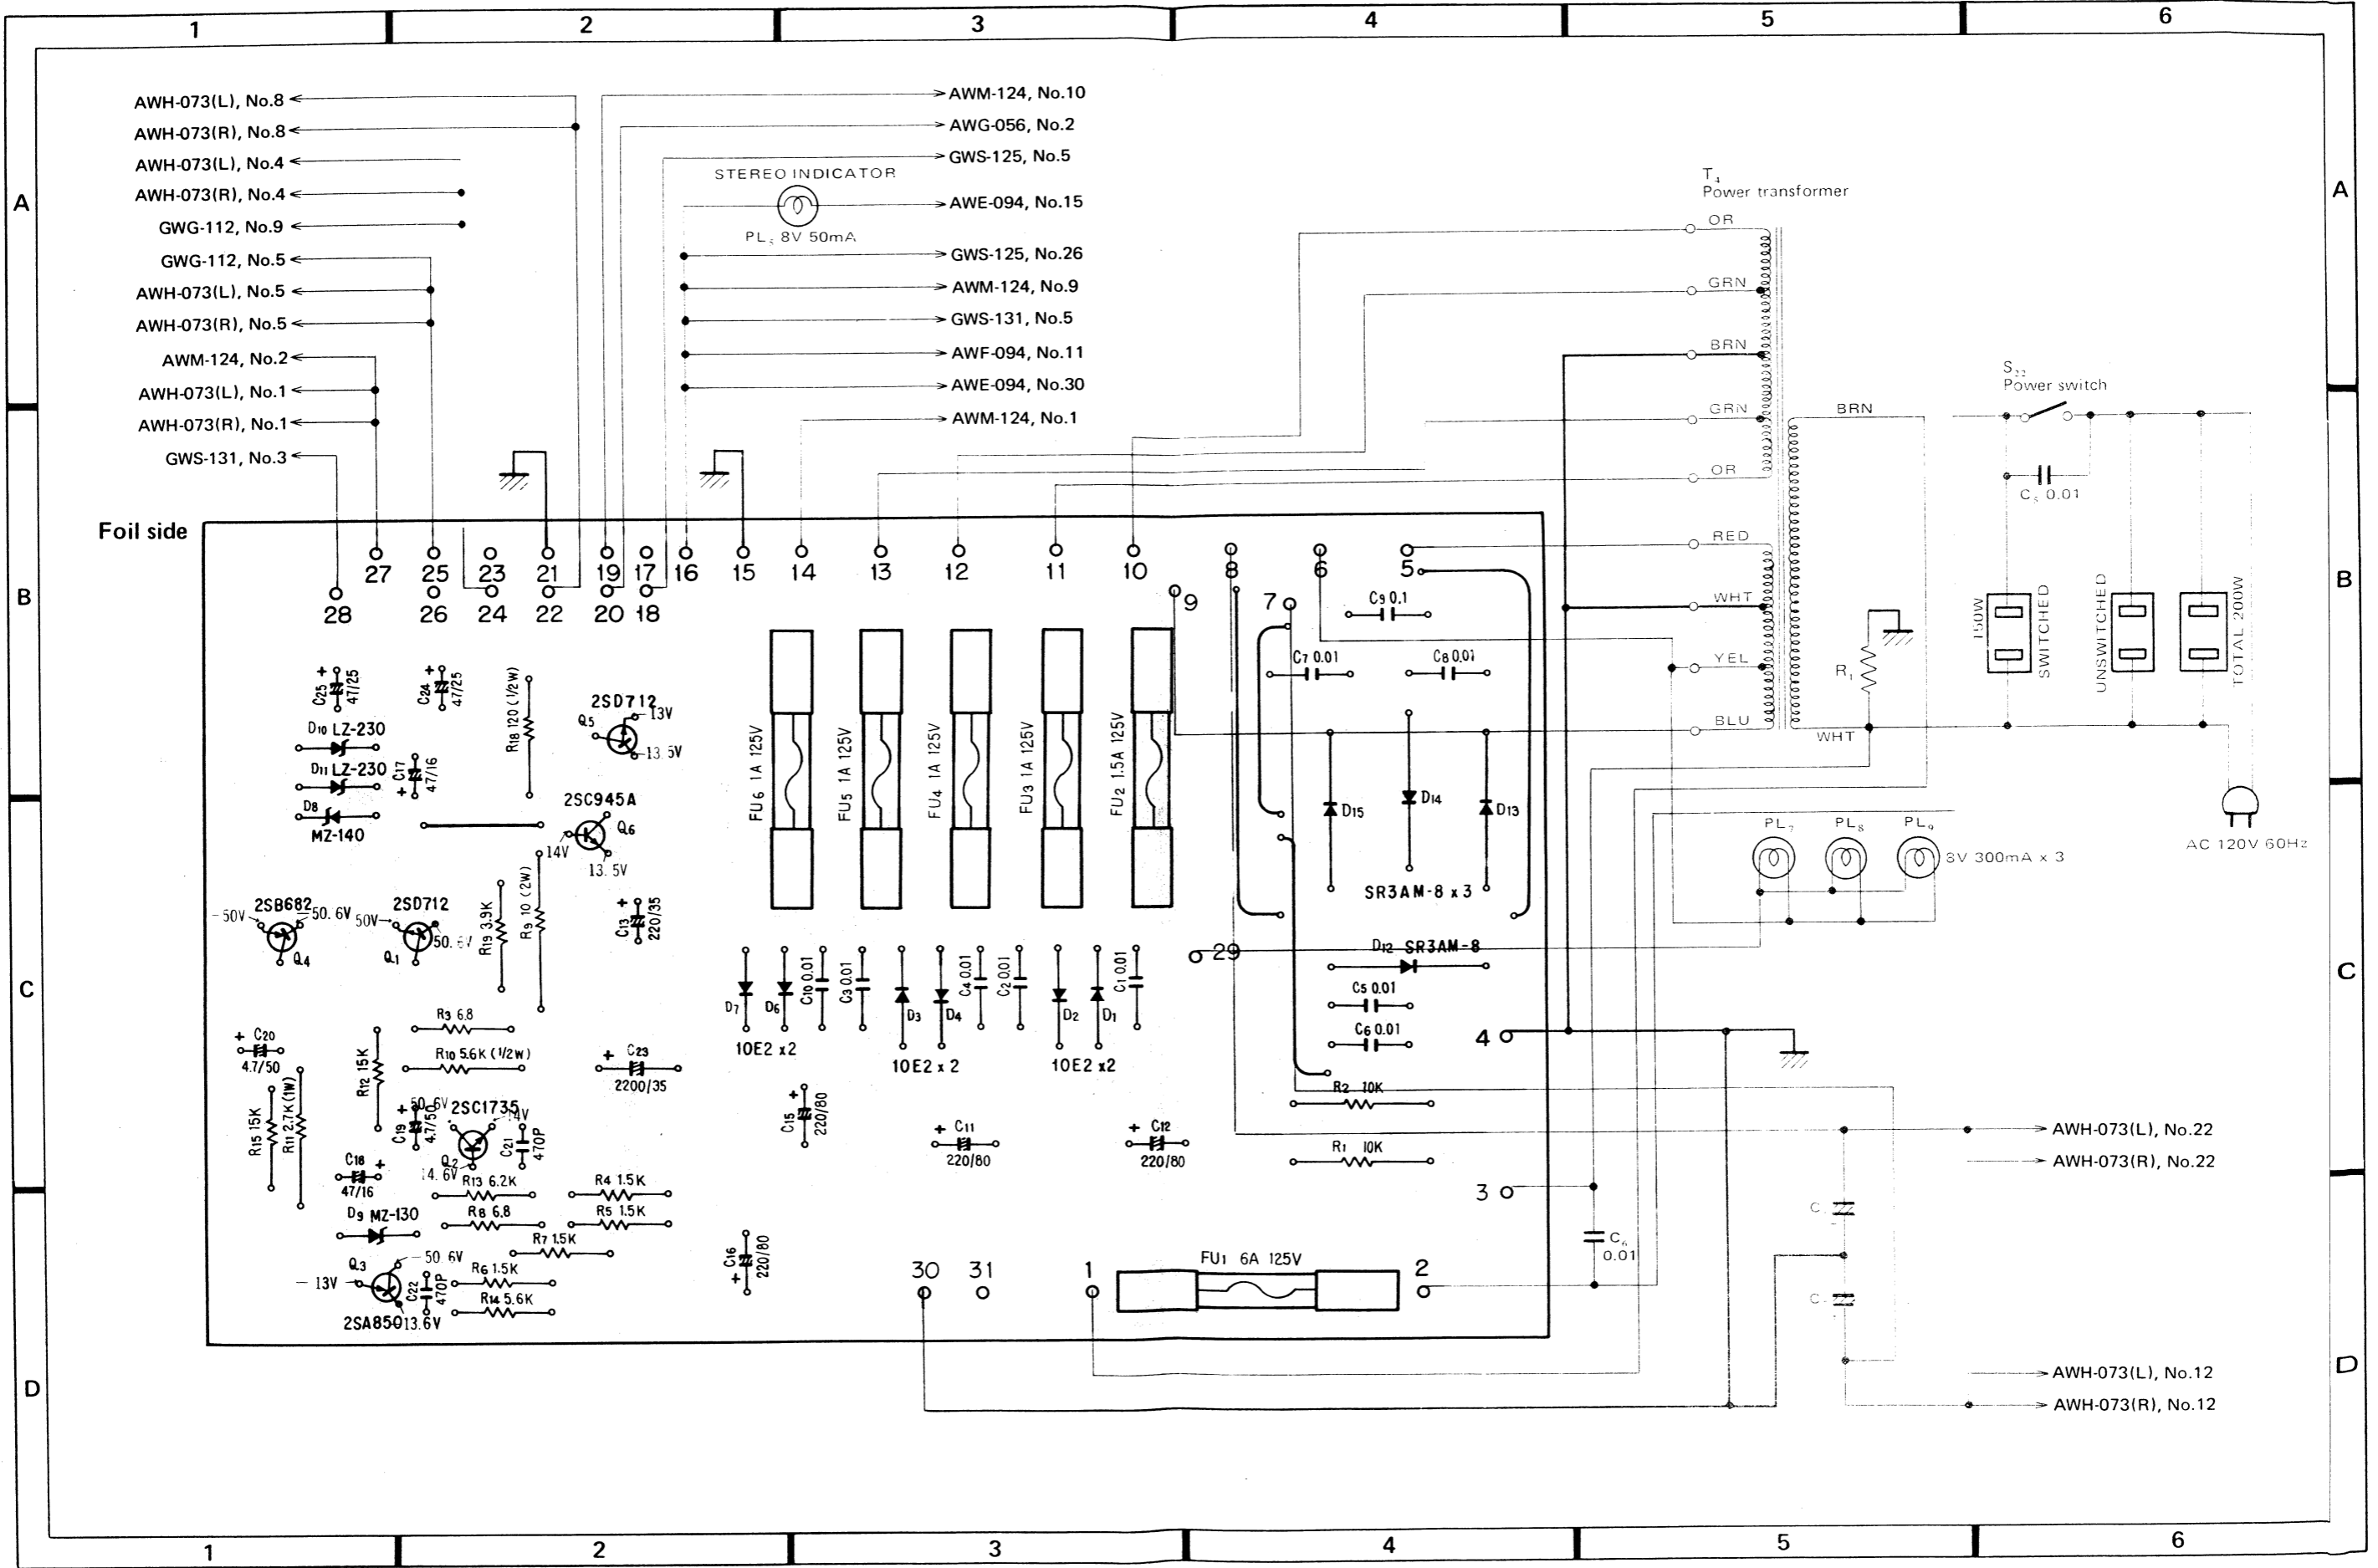 1 2 3 4 5 6
A
AWH-073(L), No.8
AWH-073(R), No.8
AWH-073(L), No.4
AWH-073(R), No.4
GWG-112, No.9
GWG-112, No.5
AWH-073(L), No.5
AWH-073(R), No.5
AWM-124, No.2
AWH-073(L), No.1
AWH-073(R), No.1
GWS-131, No.3
AWM-124, No.10
AWG-056, No.2
GWS-125, No.5
STEREO INDICATOR
AWE-094, No.15
PL5 8V 50mA
GWS-125, No.26
AWM-124, No.9
GWS-131, No.5
AWF-094, No.11
AWE-094, No.30
AWM-124, No.1
T4
Power transformer
OR
GRN
BRN
GRN
OR
RED
WHT
YEL
BLU
BRN
WHT
R1
S22
Power switch
C5 0.01
150W
SWITCHED
UNSWITCHED
TOTAL 200W
AC 120V 60Hz
A
B
Foil side
27 25 23 21 19 17 16 15 14 13 12 11 10 8 6 5
28 26 24 22 20 18 9 7
C9 0.1
C7 0.01
C8 0.01
C25 47/25
C24 47/25
R18 120 (1/2W)
2SD712
Q5
13V
13.5V
D10 LZ-230
D11 LZ-230
D8
MZ-140
C17 47/16
2SC945A
Q6
14V
13.5V
FU6 1A 125V
FU5 1A 125V
FU4 1A 125V
FU3 1A 125V
FU2 1.5A 125V
D15
D14
D13
SR3AM-8 x 3
PL7
PL8
PL9
8V 300mA x 3
B
C
2SB682
-50V
-50.6V
Q4
2SD712
50V
50.6V
Q1
R19 3.9K
R9 10 (2W)
C13 220/35
29
D12 SR3AM-8
D7
D6
C10 0.01
C3 0.01
D3
D4
C4 0.01
C2 0.01
D2
D1
C1 0.01
10E2 x2
10E2 x 2
10E2 x2
C5 0.01
C6 0.01
4
C20
4.7/50
R3 6.8
R10 5.6K (1/2W)
R12 15K
C23
2200/35
R2 10K
R15 15K
R11 2.7K (1W)
C19 4.7/50
50.6V
2SC1735
14V
Q2
14.6V
C21 470P
C15 220/80
C11
220/80
C12
220/80
R1 10K
C18
47/16
R13 6.2K
R4 1.5K
3
AWH-073(L), No.22
AWH-073(R), No.22
C
D
D9 MZ-130
R8 6.8
R5 1.5K
R7 1.5K
Q3
-50.6V
-13V
R6 1.5K
C22 470P
R14 5.6K
2SA850
13.6V
C16 220/80
30 31 1
FU1 6A 125V
2
C6
0.01
C
C
AWH-073(L), No.12
AWH-073(R), No.12
D
1 2 3 4 5 6